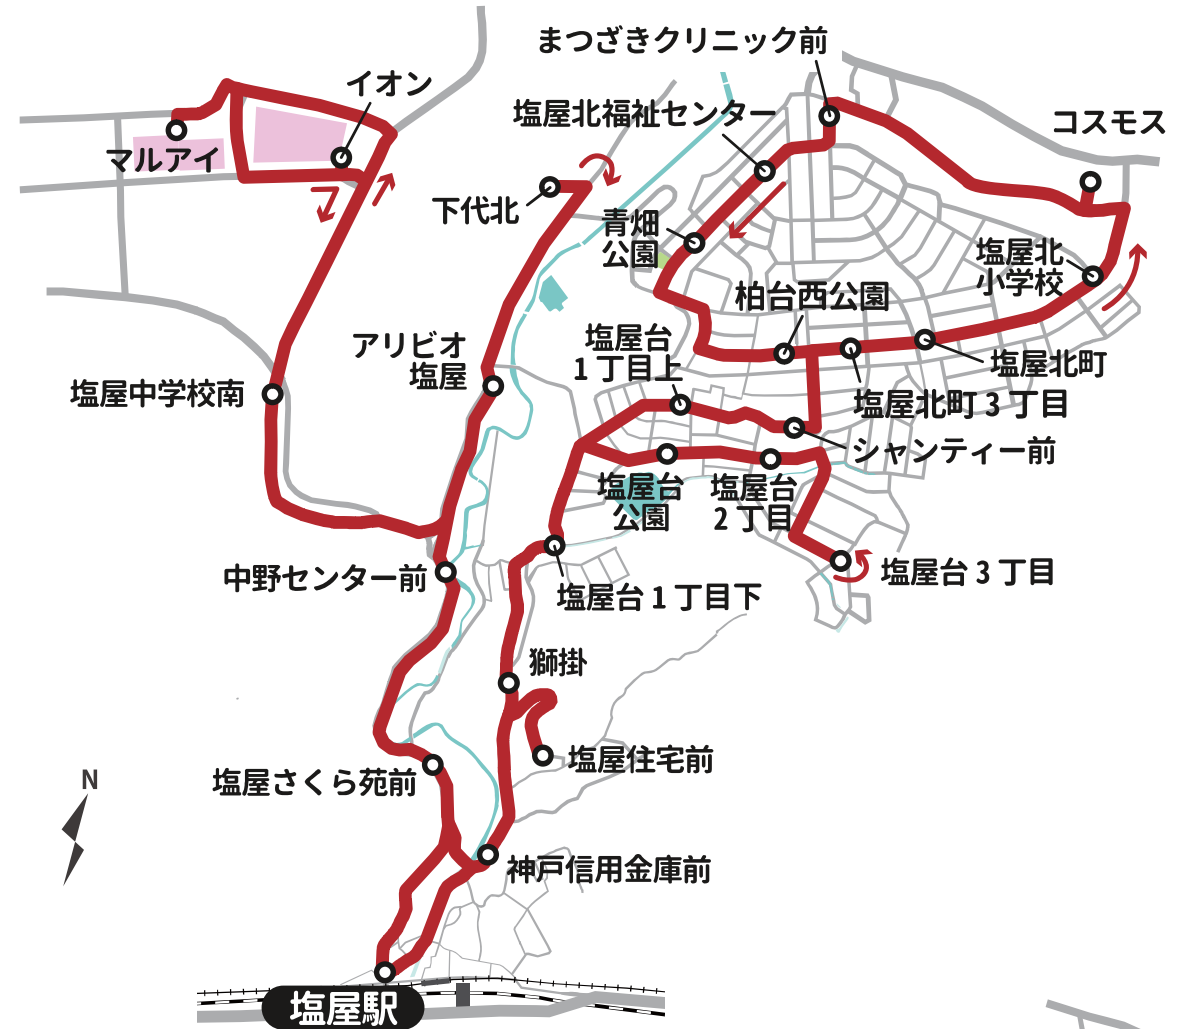 まつざきクリニック前
イオン
塩屋北福祉センター
コスモス
マルアイ
下代北
青畑
公園
塩屋北
小学校
柏台西公園
アリビオ
塩屋
塩屋台
1丁目上
塩屋北町
塩屋中学校南
塩屋北町3丁目
シャンティー前
塩屋台
公園
塩屋台
2丁目
中野センター前
塩屋台3丁目
塩屋台1丁目下
獅掛
塩屋住宅前
塩屋さくら苑前
N
神戸信用金庫前
塩屋駅